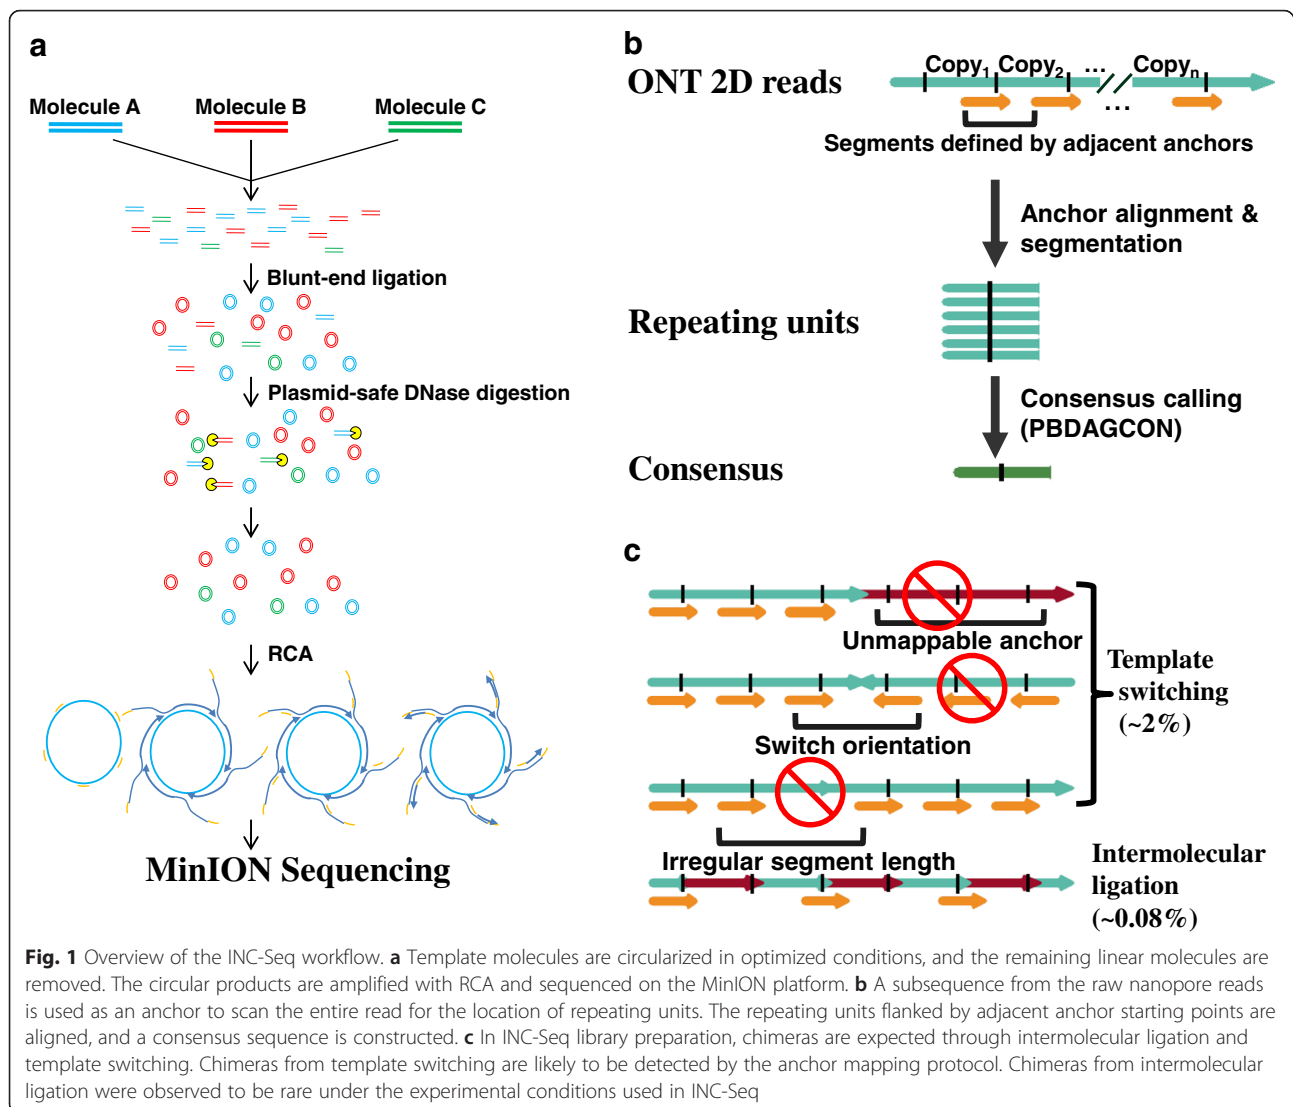 a
Molecule A Molecule B Molecule C
Blunt-end ligation
Plasmid-safe DNase digestion
RCA
MinION Sequencing
b
ONT 2D reads
Copy1 Copy2 ... Copyn
...
Segments defined by adjacent anchors
Anchor alignment &
segmentation
Repeating units
Consensus calling
(PBDAGCON)
Consensus
c
Unmappable anchor
Switch orientation
Irregular segment length
Template
switching
(~2%)
Intermolecular
ligation
(~0.08%)
Fig. 1 Overview of the INC-Seq workflow. a Template molecules are circularized in optimized conditions, and the remaining linear molecules are
removed. The circular products are amplified with RCA and sequenced on the MinION platform. b A subsequence from the raw nanopore reads
is used as an anchor to scan the entire read for the location of repeating units. The repeating units flanked by adjacent anchor starting points are
aligned, and a consensus sequence is constructed. c In INC-Seq library preparation, chimeras are expected through intermolecular ligation and
template switching. Chimeras from template switching are likely to be detected by the anchor mapping protocol. Chimeras from intermolecular
ligation were observed to be rare under the experimental conditions used in INC-Seq